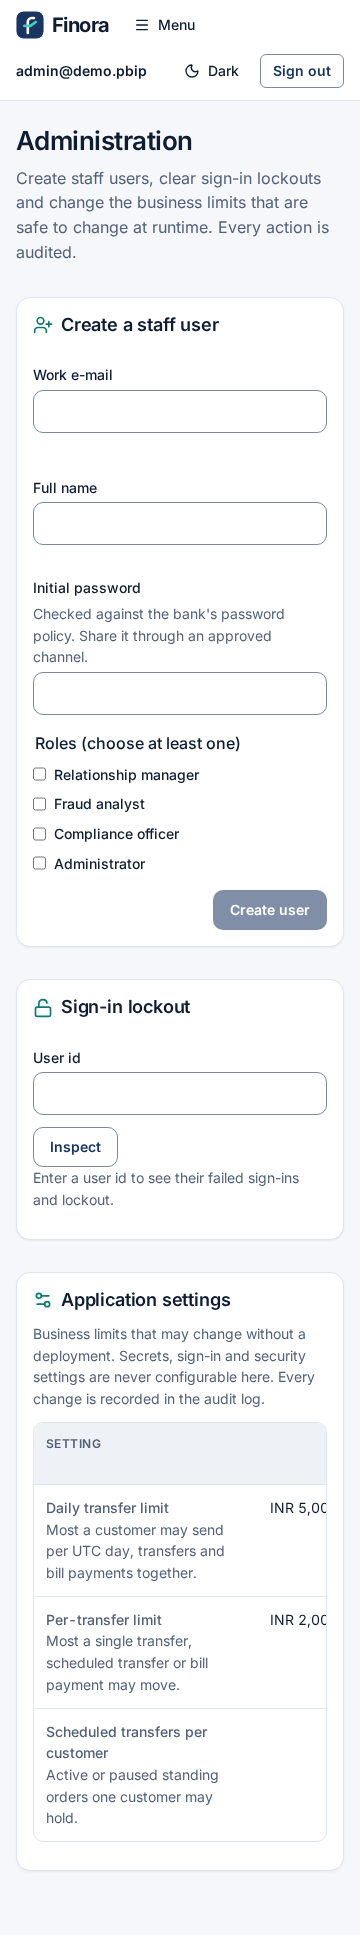 Finora
Menu
admin@demo.pbip
Dark
Sign out
Administration
Create staff users, clear sign-in lockouts
and change the business limits that are
safe to change at runtime. Every action is
audited.
Create a staff user
Work e-mail
Full name
Initial password
Checked against the bank's password
policy. Share it through an approved
channel.
Roles (choose at least one)
Relationship manager
Fraud analyst
Compliance officer
Administrator
Create user
Sign-in lockout
User id
Inspect
Enter a user id to see their failed sign-ins
and lockout.
Application settings
Business limits that may change without a
deployment. Secrets, sign-in and security
settings are never configurable here. Every
change is recorded in the audit log.
SETTING
Daily transfer limit
INR 5,00
Most a customer may send
per UTC day, transfers and
bill payments together.
Per-transfer limit
INR 2,00
Most a single transfer,
scheduled transfer or bill
payment may move.
Scheduled transfers per
customer
Active or paused standing
orders one customer may
hold.